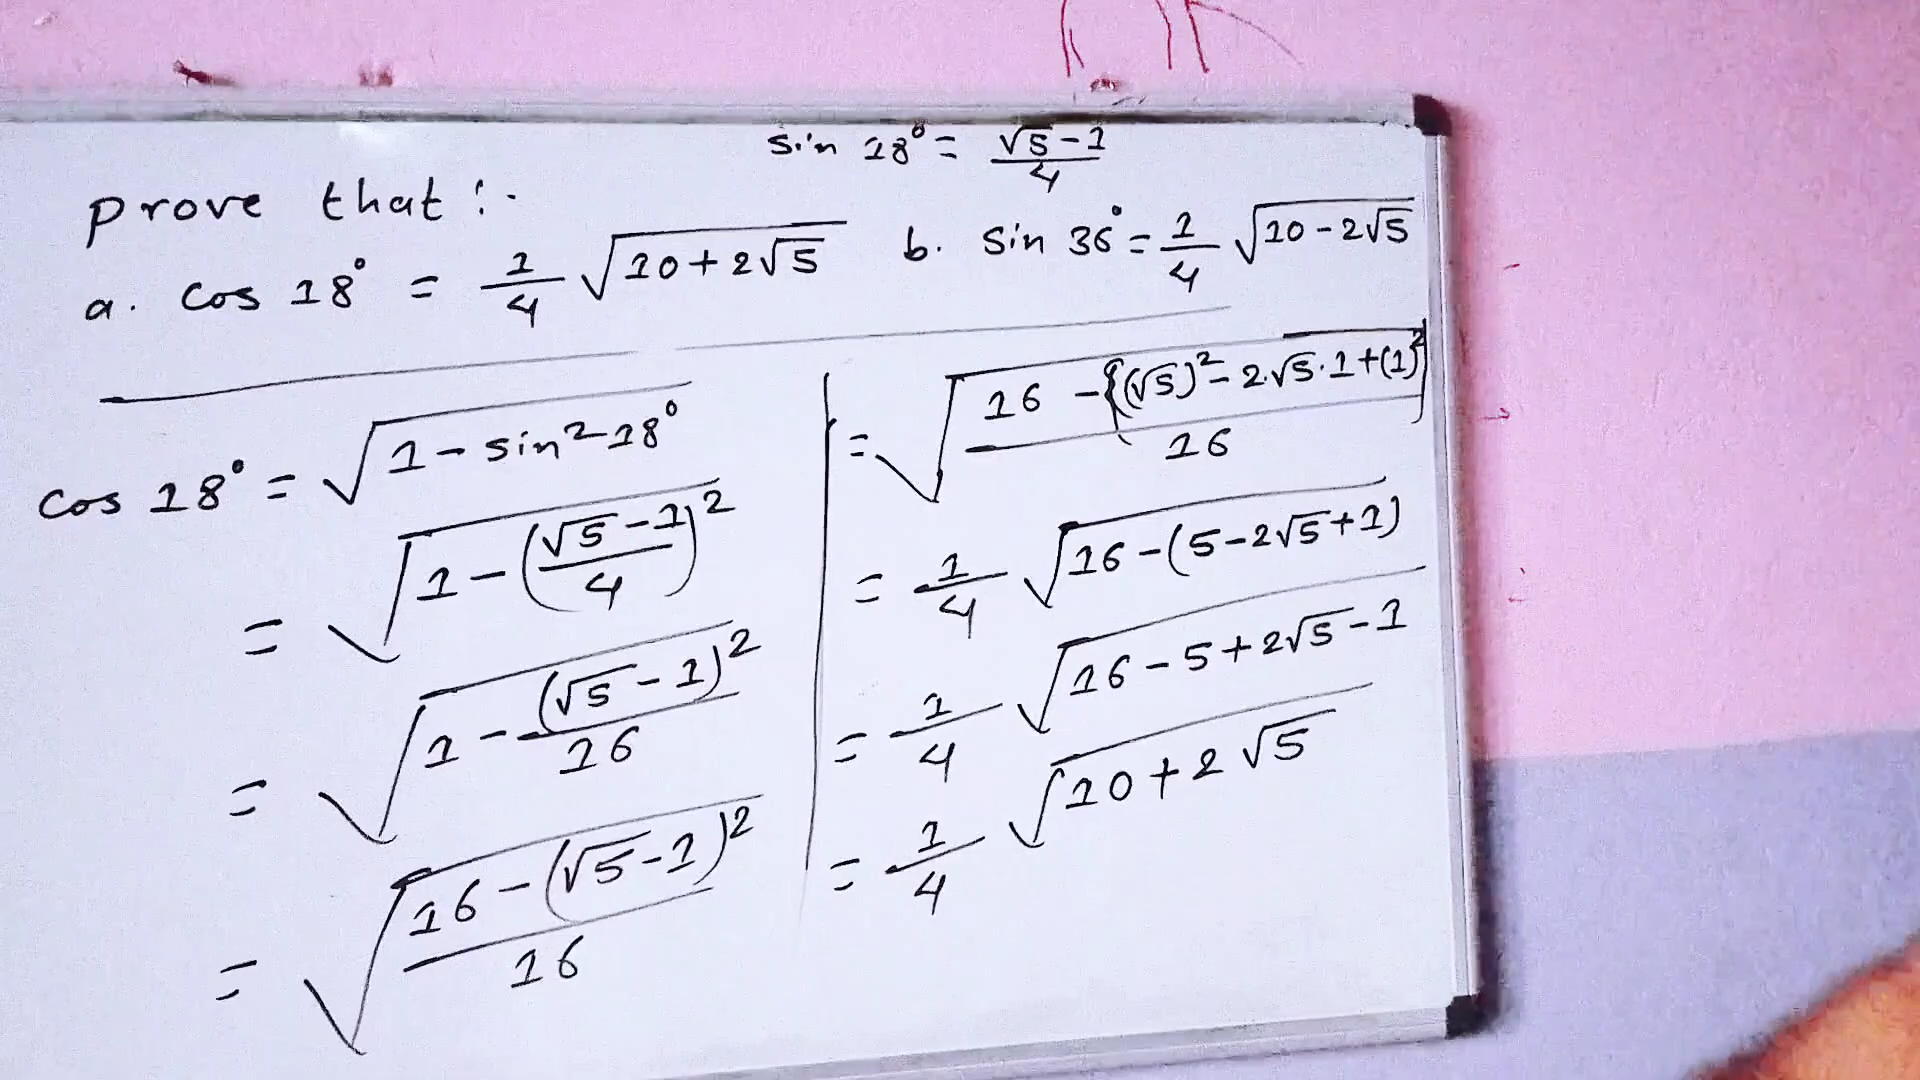 sin 18° = (√5 - 1)/4
prove that :-
a. cos 18° = 1/4 √(10 + 2√5)
b. sin 36° = 1/4 √(10 - 2√5)
cos 18° = √(1 - sin² 18°)
= √(1 - ((√5 - 1)/4)²)
= √(1 - (√5 - 1)²/16)
= √((16 - (√5 - 1)²)/16)
= √((16 - {(√5)² - 2.√5.1 + (1)²})/16)
= 1/4 √(16 - (5 - 2√5 + 1))
= 1/4 √(16 - 5 + 2√5 - 1)
= 1/4 √(10 + 2√5)